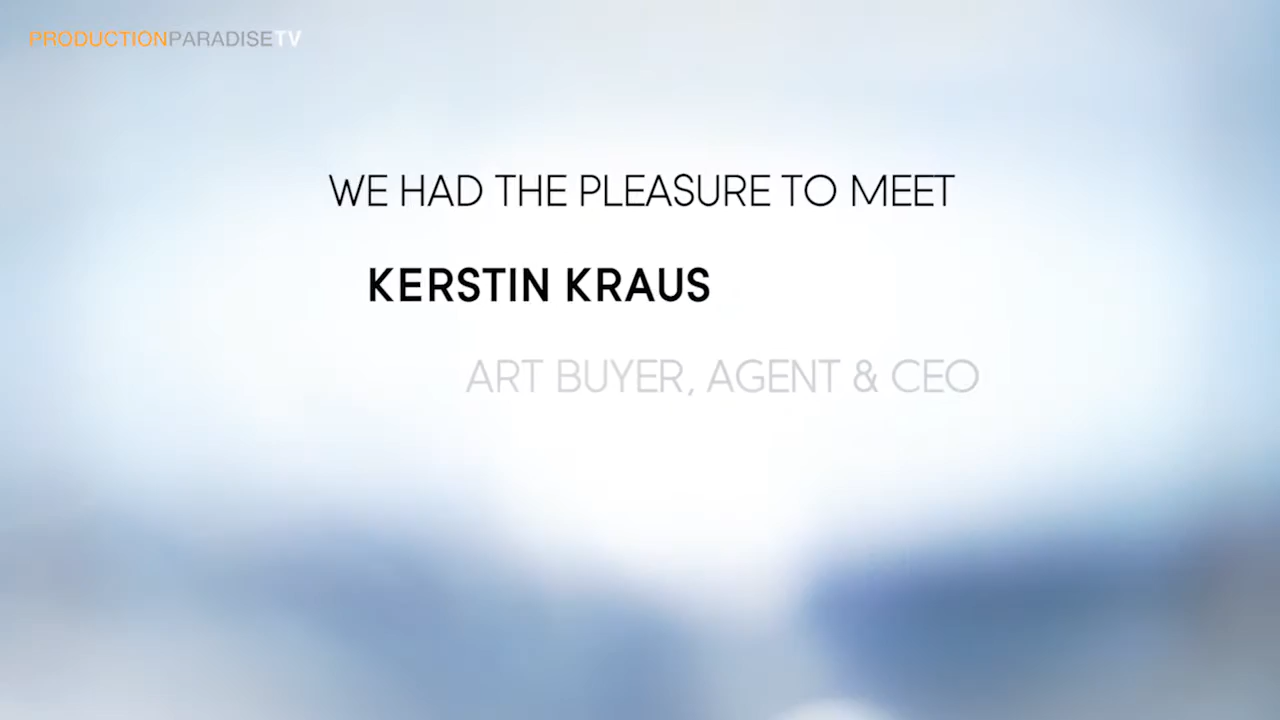 PRODUCTIONPARADISETV
WE HAD THE PLEASURE TO MEET
KERSTIN KRAUS
ART BUYER, AGENT & CEO